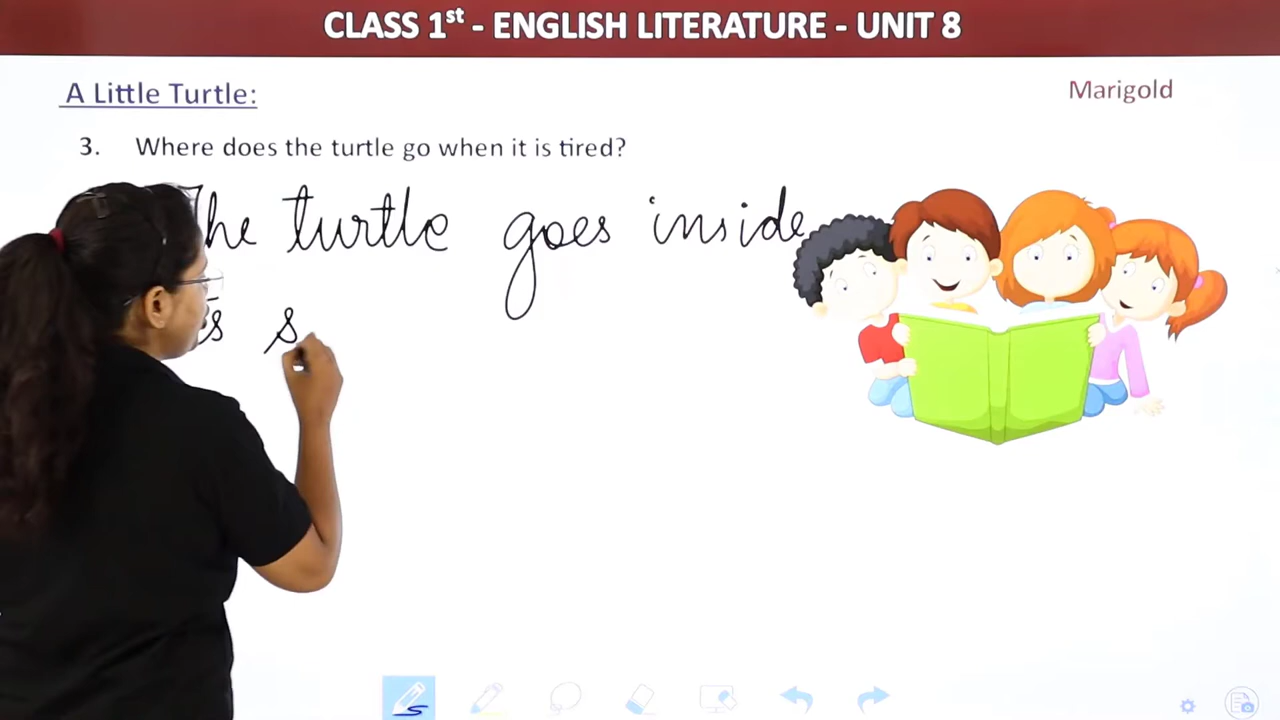 CLASS 1st - ENGLISH LITERATURE - UNIT 8
A Little Turtle: Marigold
3. Where does the turtle go when it is tired?
The turtle goes inside
s